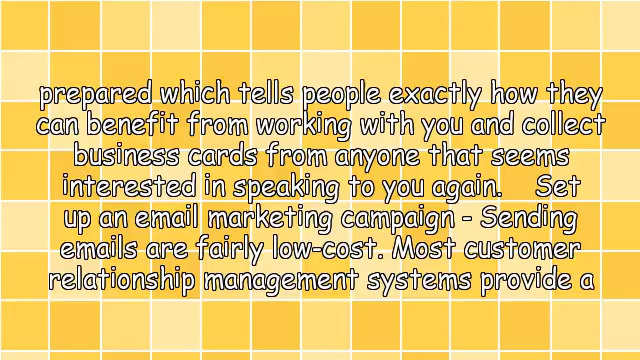 prepared which tells people exactly how they
can benefit from working with you and collect
business cards from anyone that seems
interested in speaking to you again. Set
up an email marketing campaign - Sending
emails are fairly low-cost. Most customer
relationship management systems provide a